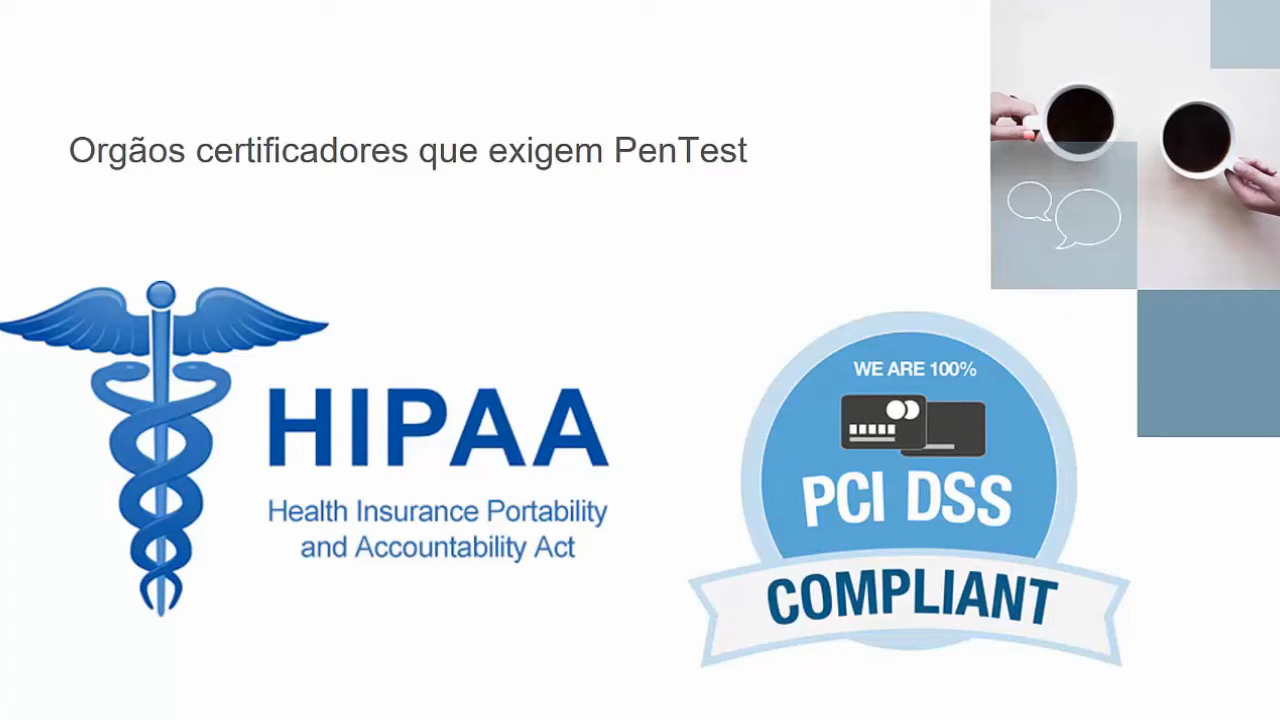 Orgãos certificadores que exigem PenTest
HIPAA
Health Insurance Portability
and Accountability Act
WE ARE 100%
PCI DSS
COMPLIANT